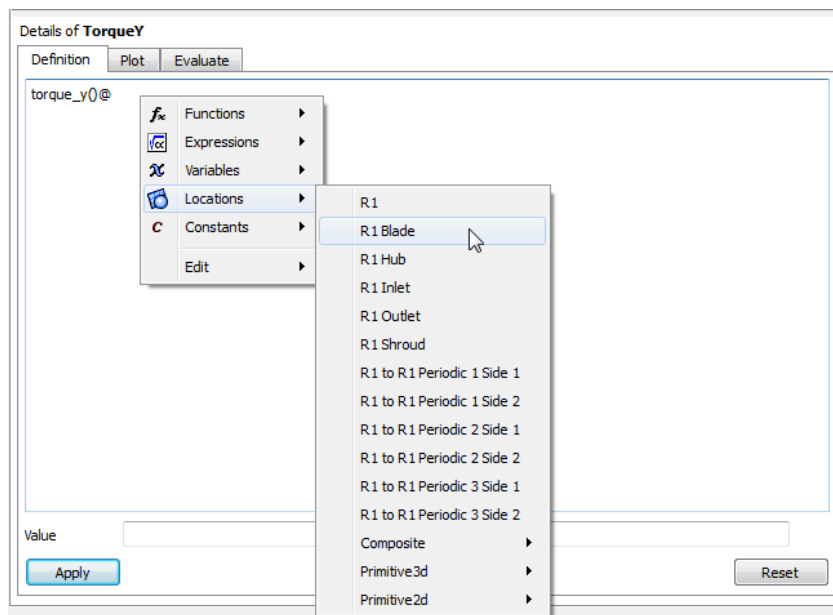 Details of TorqueY
Definition Plot Evaluate
torque_y()@
fx Functions
√α Expressions
x Variables
Locations
C Constants
Edit
R1
R1 Blade
R1 Hub
R1 Inlet
R1 Outlet
R1 Shroud
R1 to R1 Periodic 1 Side 1
R1 to R1 Periodic 1 Side 2
R1 to R1 Periodic 2 Side 1
R1 to R1 Periodic 2 Side 2
R1 to R1 Periodic 3 Side 1
R1 to R1 Periodic 3 Side 2
Composite
Primitive3d
Primitive2d
Value
Apply Reset